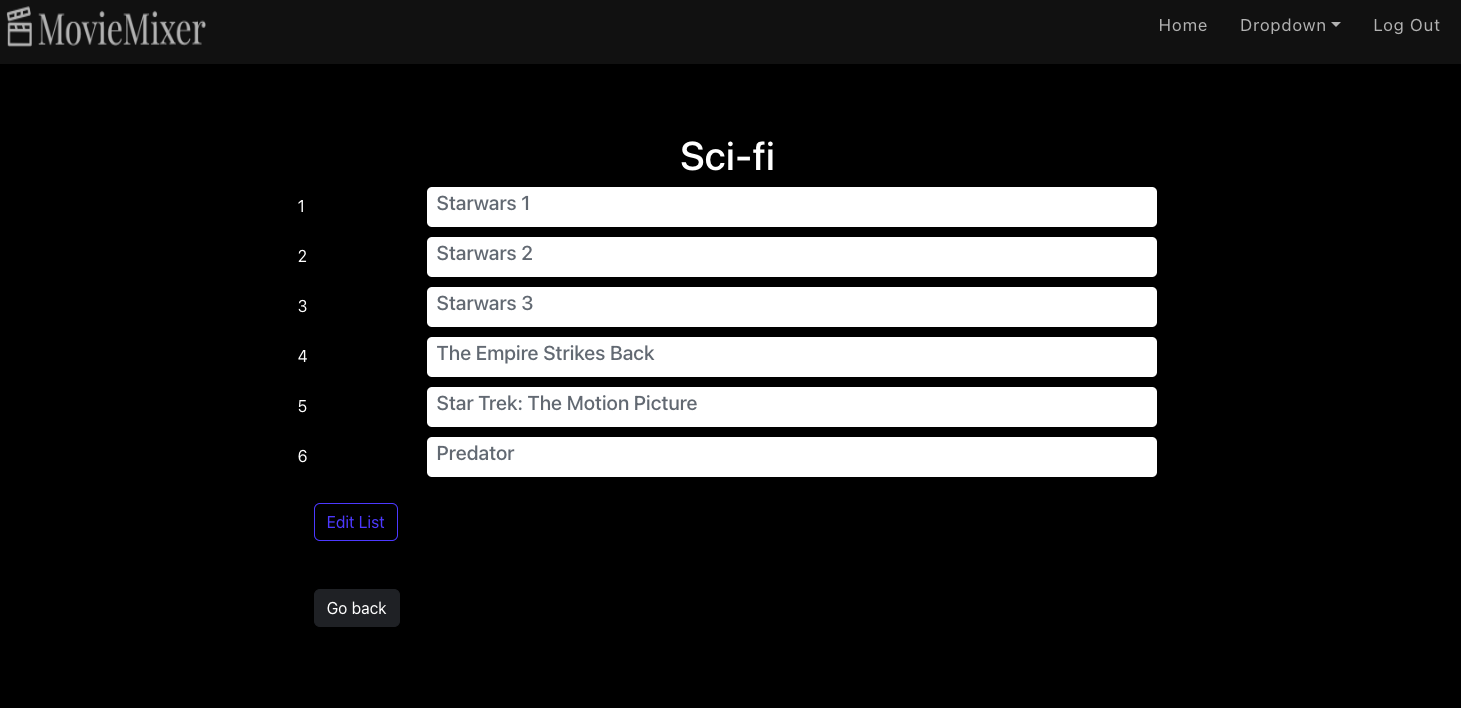 MovieMixer Home Dropdown Log Out
Sci-fi
1 Starwars 1
2 Starwars 2
3 Starwars 3
4 The Empire Strikes Back
5 Star Trek: The Motion Picture
6 Predator
Edit List
Go back